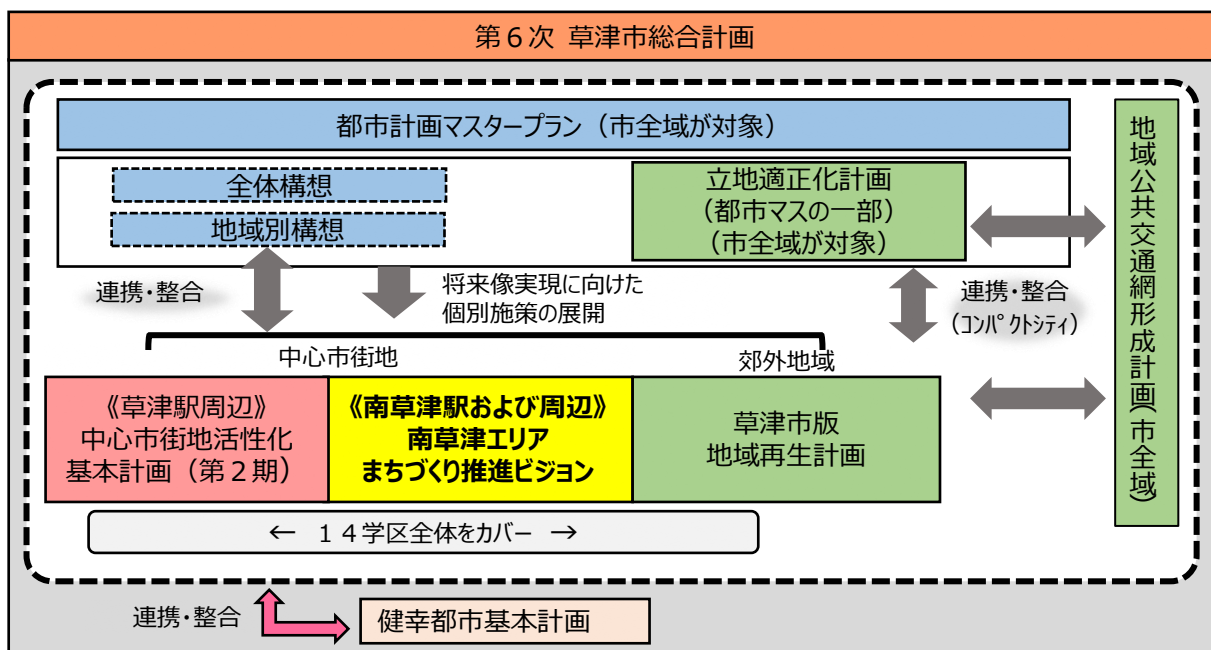 第６次 草津市総合計画
都市計画マスタープラン（市全域が対象）
全体構想
地域別構想
立地適正化計画
（都市マスの一部）
（市全域が対象）
地域公共交通網形成計画（市全域）
連携・整合
将来像実現に向けた
個別施策の展開
連携・整合
（ｺﾝﾊﾟｸﾄｼﾃｨ）
中心市街地
郊外地域
《草津駅周辺》
中心市街地活性化
基本計画（第２期）
《南草津駅および周辺》
南草津エリア
まちづくり推進ビジョン
草津市版
地域再生計画
← １４学区全体をｶﾊﾞｰ →
連携・整合
健幸都市基本計画